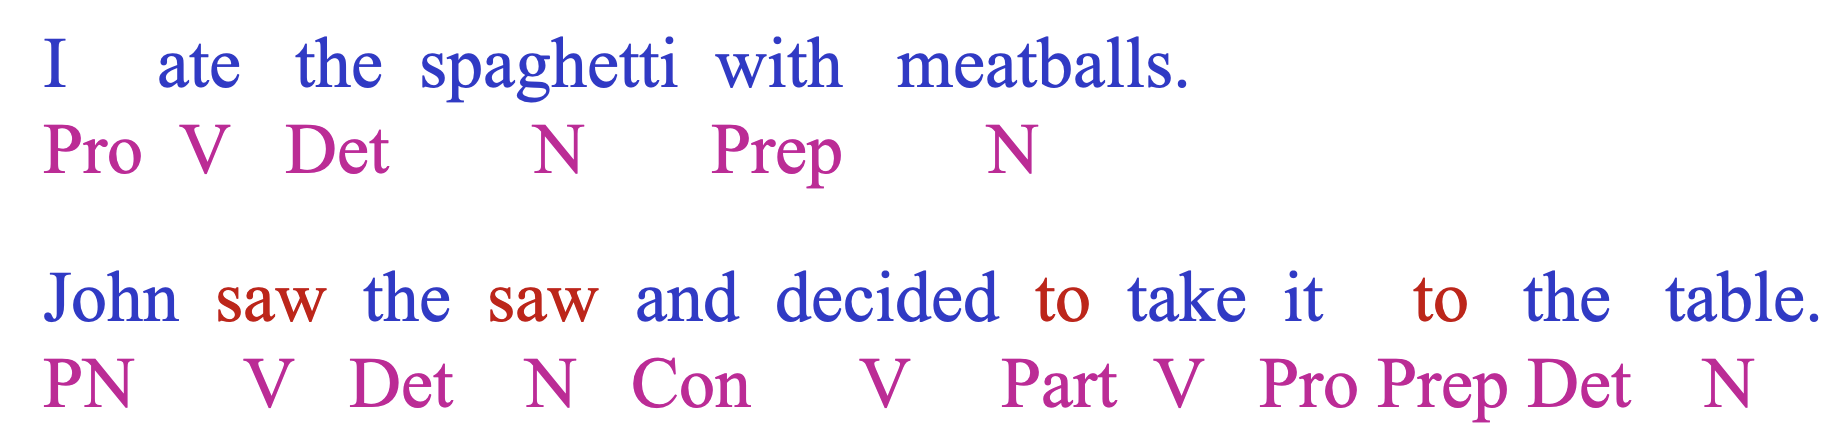 I ate the spaghetti with meatballs.
Pro V Det N Prep N
John saw the saw and decided to take it to the table.
PN V Det N Con V Part V Pro Prep Det N